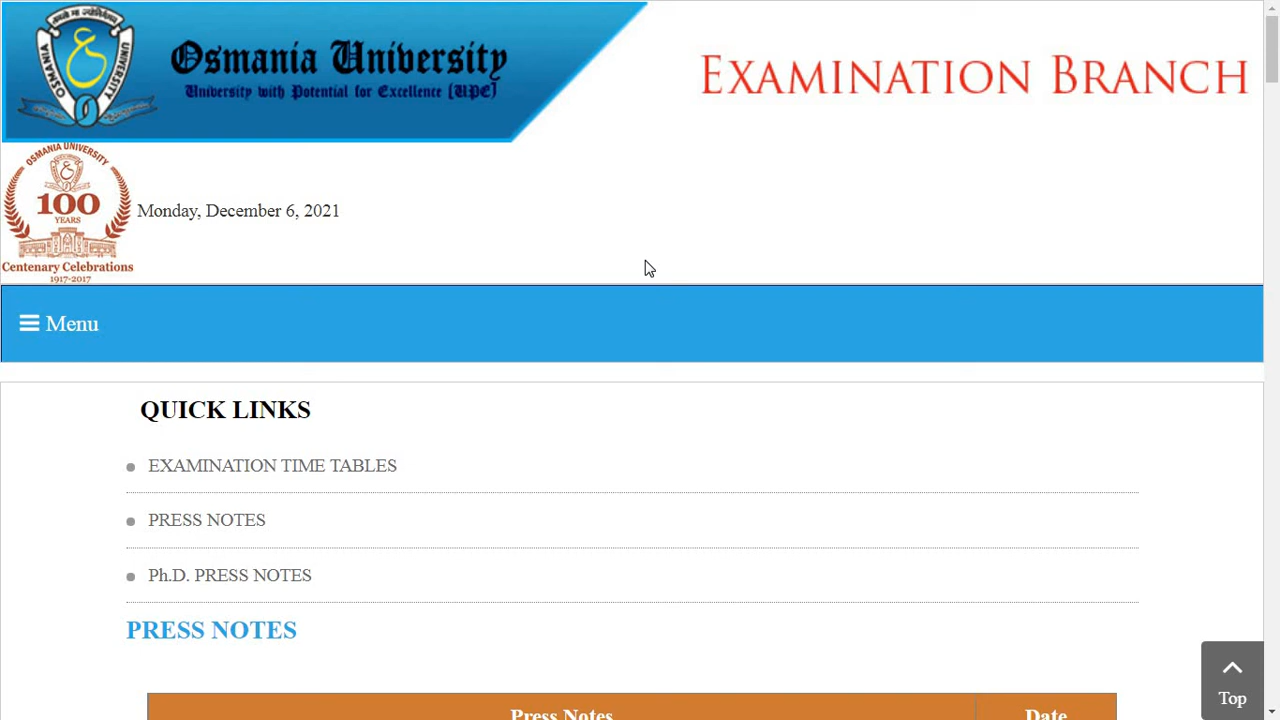 Osmania University
University with Potential for Excellence (UPE)
OSMANIA UNIVERSITY
EXAMINATION BRANCH
OSMANIA UNIVERSITY
100
YEARS
Centenary Celebrations
1917-2017
Monday, December 6, 2021
Menu
QUICK LINKS
EXAMINATION TIME TABLES
PRESS NOTES
Ph.D. PRESS NOTES
PRESS NOTES
Top
Press Notes Date